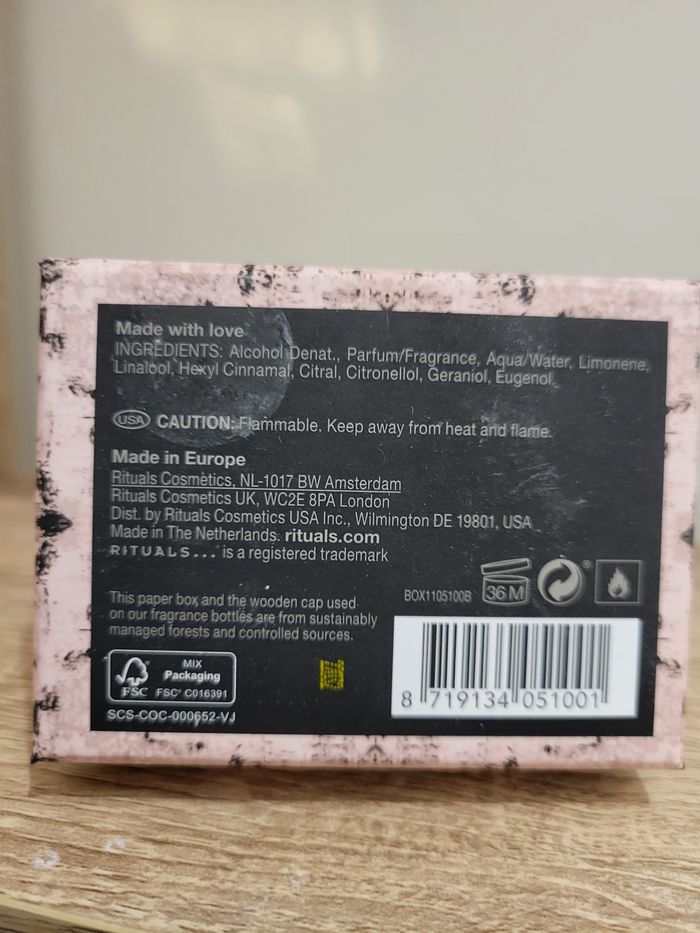 Made with love
INGREDIENTS: Alcohol Denat., Parfum/Fragrance, Aqua/Water, Limonene,
Linalool, Hexyl Cinnamal, Citral, Citronellol, Geraniol, Eugenol.
USA CAUTION: Flammable. Keep away from heat and flame.
Made in Europe
Rituals Cosmetics, NL-1017 BW Amsterdam
Rituals Cosmetics UK, WC2E 8PA London
Dist. by Rituals Cosmetics USA Inc., Wilmington DE 19801, USA
Made in The Netherlands. rituals.com
RITUALS... is a registered trademark
This paper box and the wooden cap used
on our fragrance bottles are from sustainably
managed forests and controlled sources.
BOX1105100B 36M ®
MIX
Packaging
FSC FSC® C016391
SCS-COC-000652-VJ
8 719134 051001